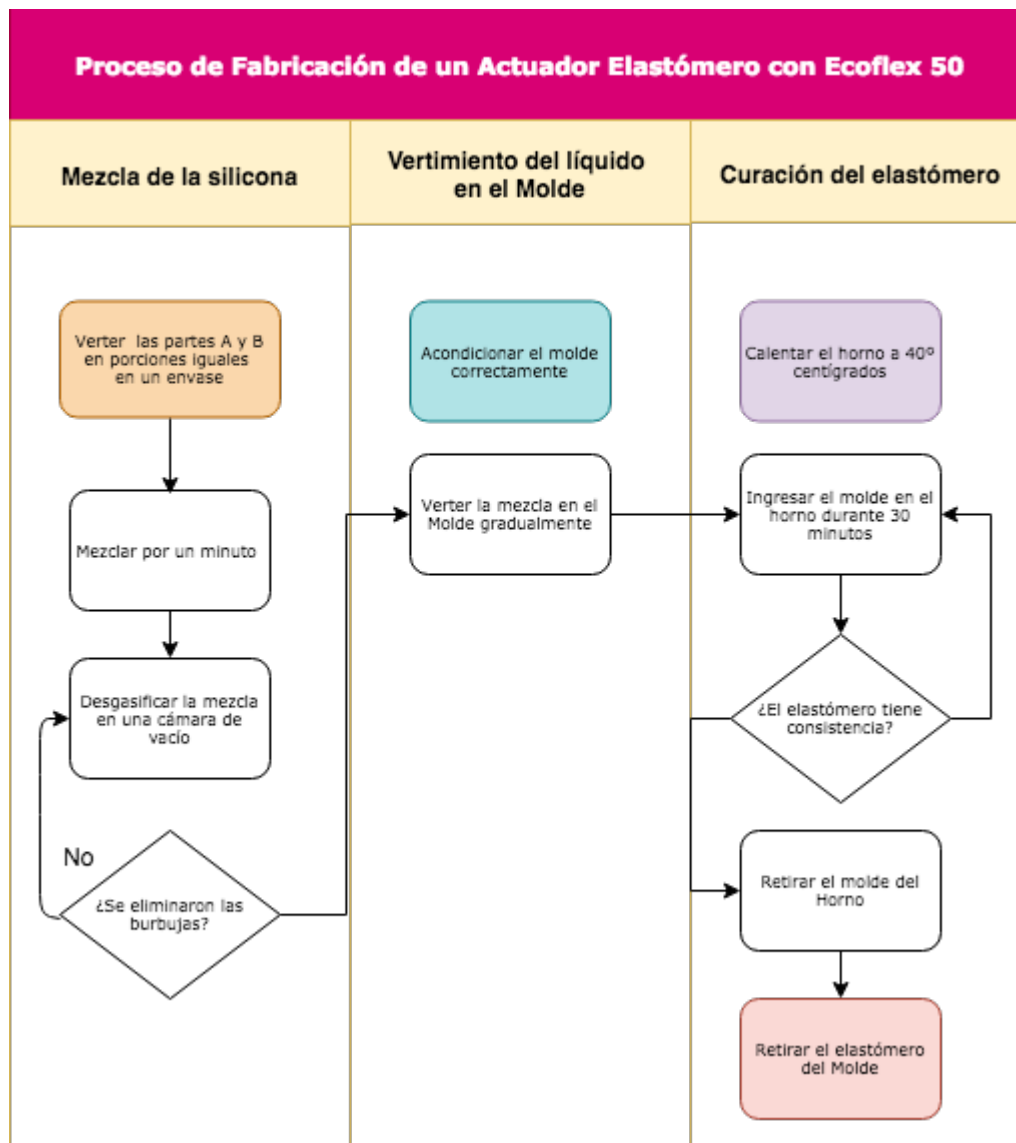 Proceso de Fabricación de un Actuador Elastómero con Ecoflex 50
Mezcla de la silicona
Vertimiento del líquido
en el Molde
Curación del elastómero
Verter las partes A y B
en porciones iguales
en un envase
Mezclar por un minuto
Desgasificar la mezcla
en una cámara de
vacío
No
¿Se eliminaron las
burbujas?
Acondicionar el molde
correctamente
Verter la mezcla en el
Molde gradualmente
Calentar el horno a 40º
centígrados
Ingresar el molde en el
horno durante 30
minutos
¿El elastómero tiene
consistencia?
Retirar el molde del
Horno
Retirar el elastómero
del Molde